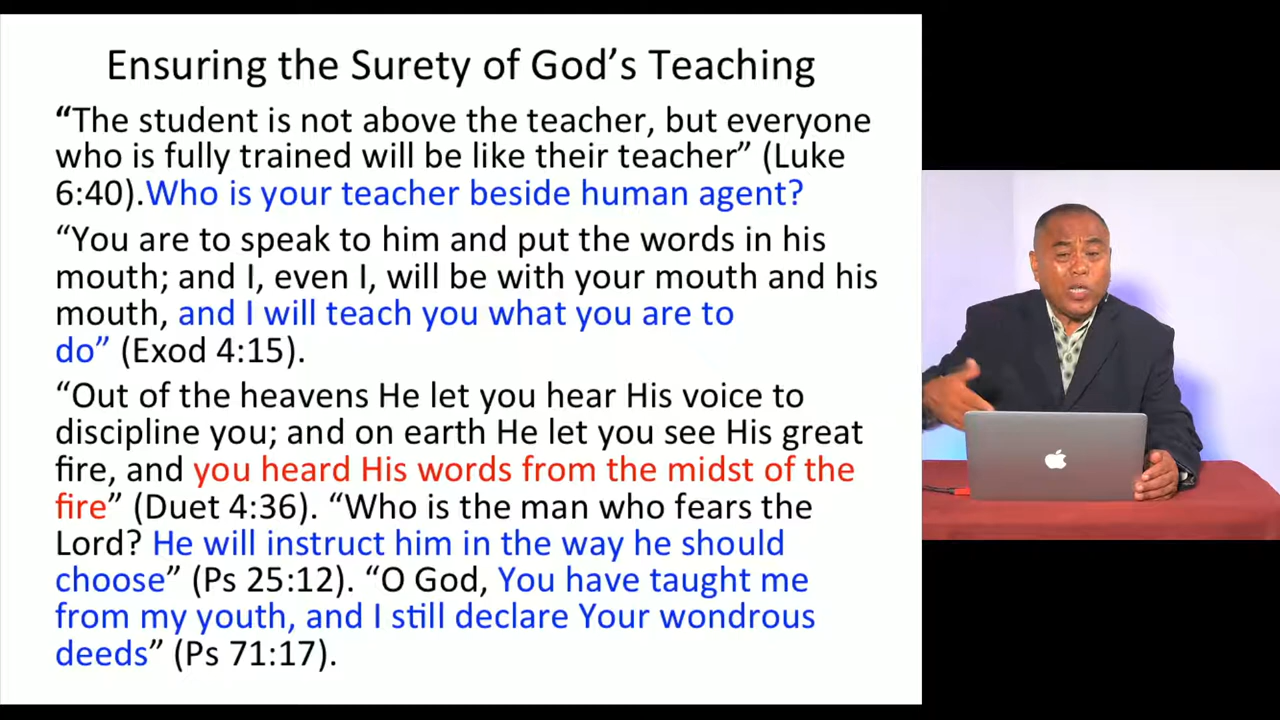 Ensuring the Surety of God’s Teaching
“The student is not above the teacher, but everyone
who is fully trained will be like their teacher” (Luke
6:40).Who is your teacher beside human agent?
“You are to speak to him and put the words in his
mouth; and I, even I, will be with your mouth and his
mouth, and I will teach you what you are to
do” (Exod 4:15).
“Out of the heavens He let you hear His voice to
discipline you; and on earth He let you see His great
fire, and you heard His words from the midst of the
fire” (Duet 4:36). “Who is the man who fears the
Lord? He will instruct him in the way he should
choose” (Ps 25:12). “O God, You have taught me
from my youth, and I still declare Your wondrous
deeds” (Ps 71:17).